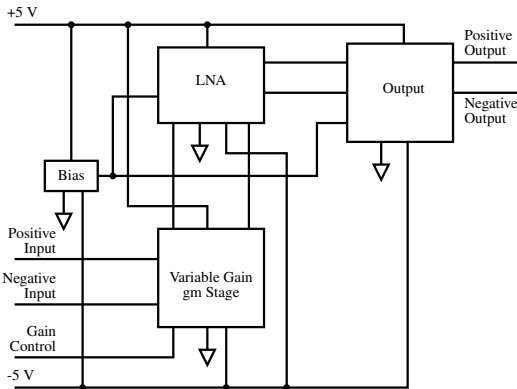 +5 V
Positive
Output
LNA
Output
Negative
Output
Bias
Positive
Input
Negative
Input
Variable Gain
gm Stage
Gain
Control
-5 V